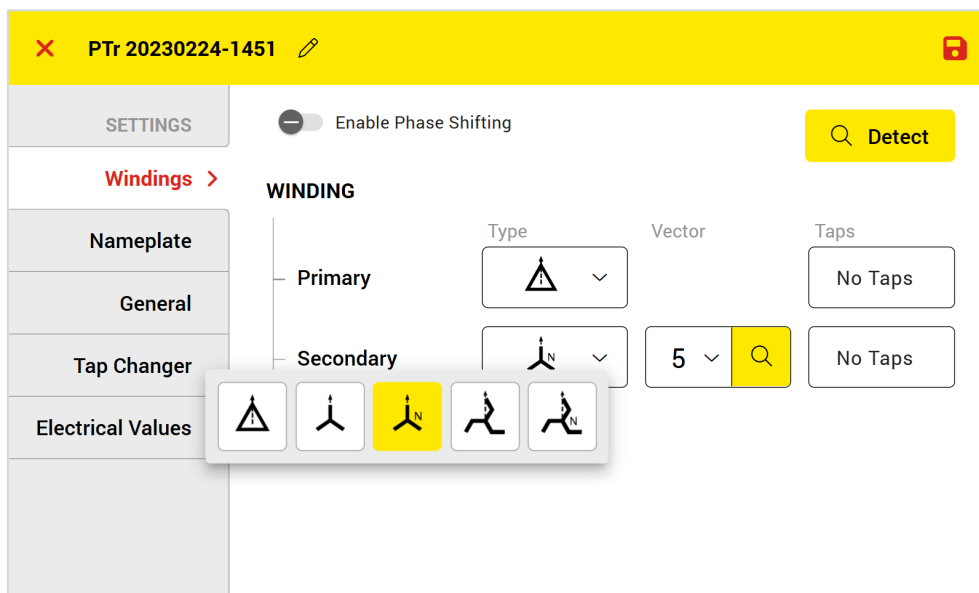 PTr 20230224-1451
SETTINGS
Windings
Nameplate
General
Tap Changer
Electrical Values
Enable Phase Shifting
Detect
WINDING
Type Vector Taps
Primary No Taps
Secondary N 5 No Taps
N N